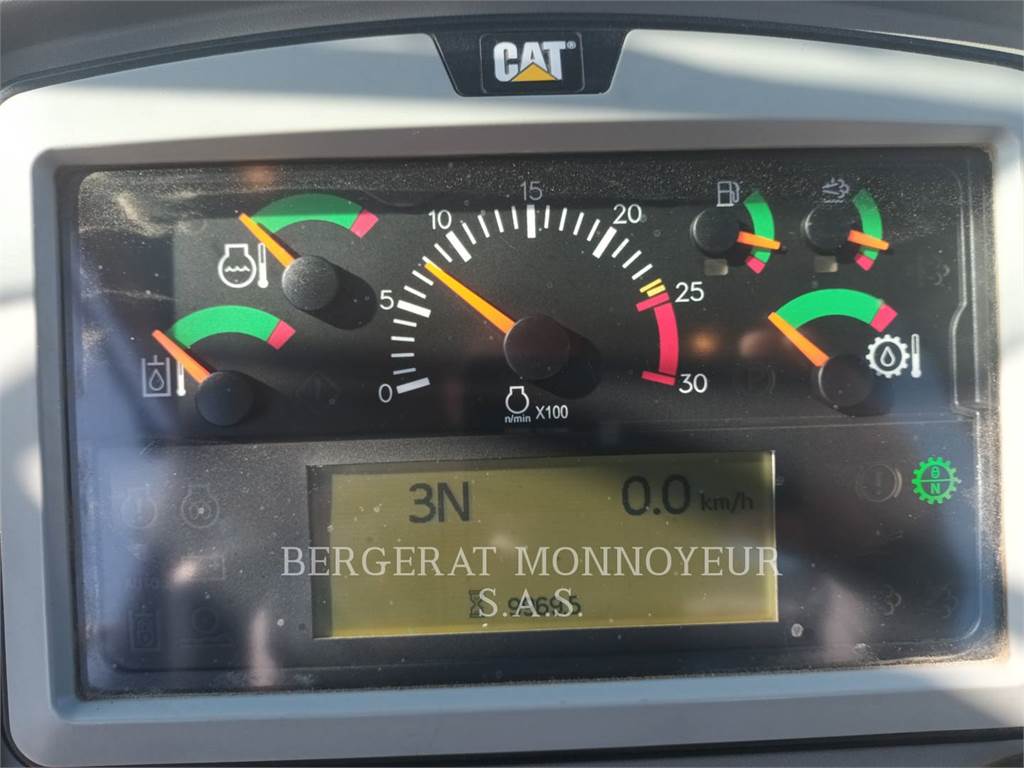 CAT®
15
10
20
5
25
0
30
n/min X100
N
3N 0.0 km/h
BERGERAT MONNOYEUR
S.A.S.